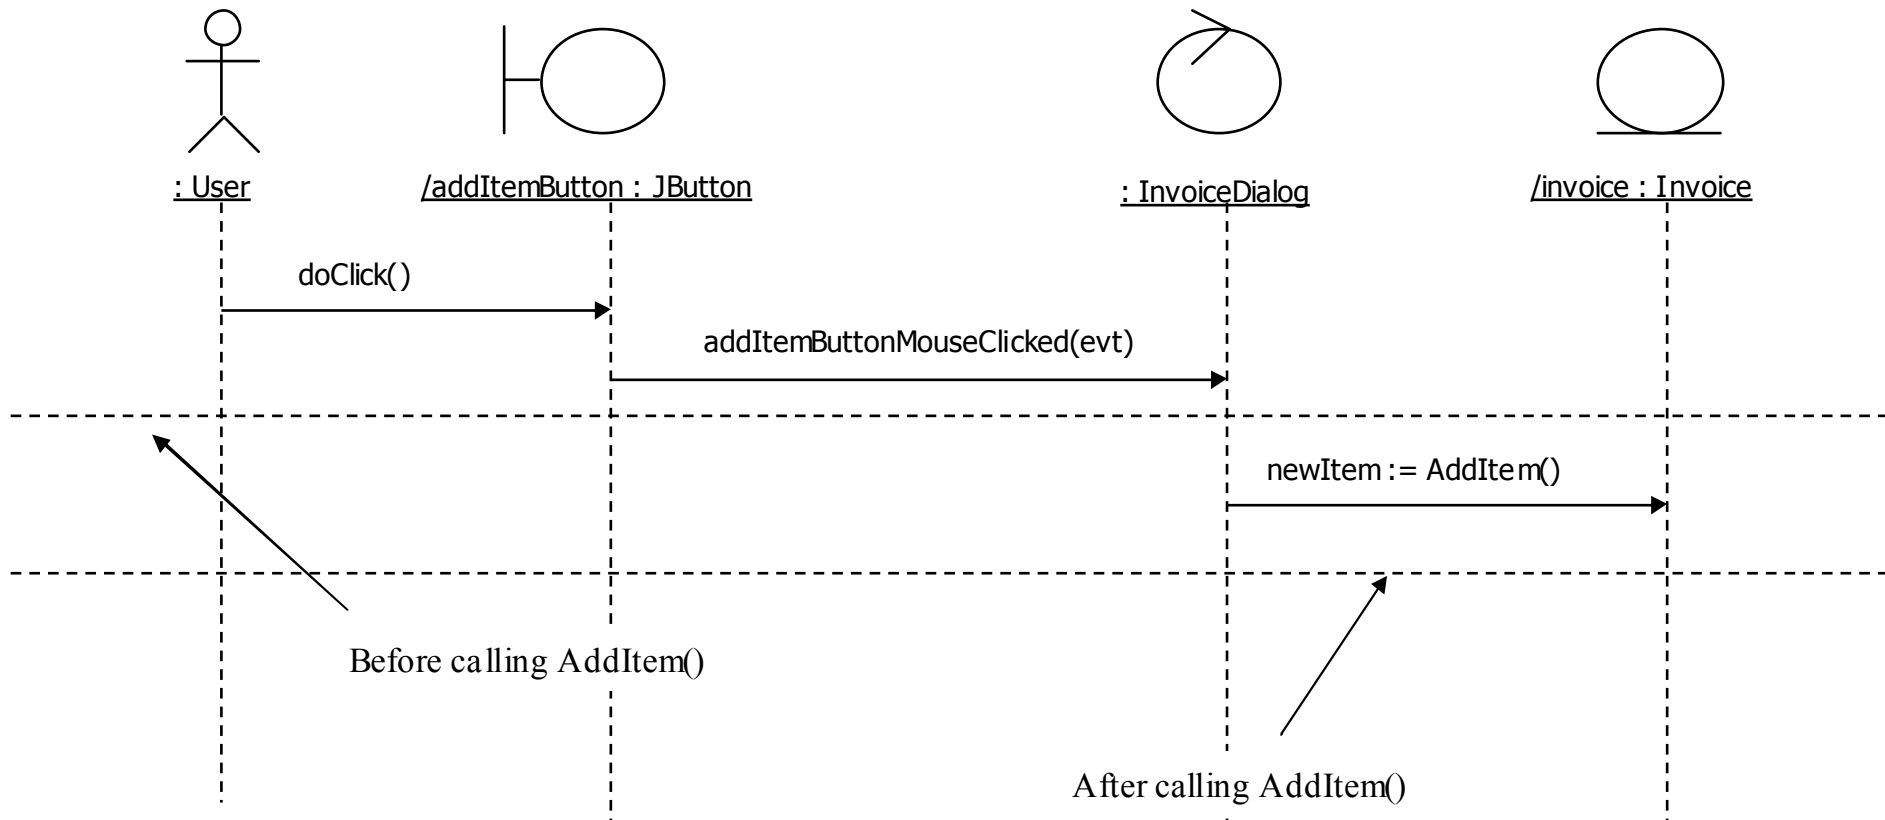 : User
/addItemButton : JButton
: InvoiceDialog
/invoice : Invoice
doClick()
addItemButtonMouseClicked(evt)
newItem := AddItem()
Before calling AddItem()
After calling AddItem()